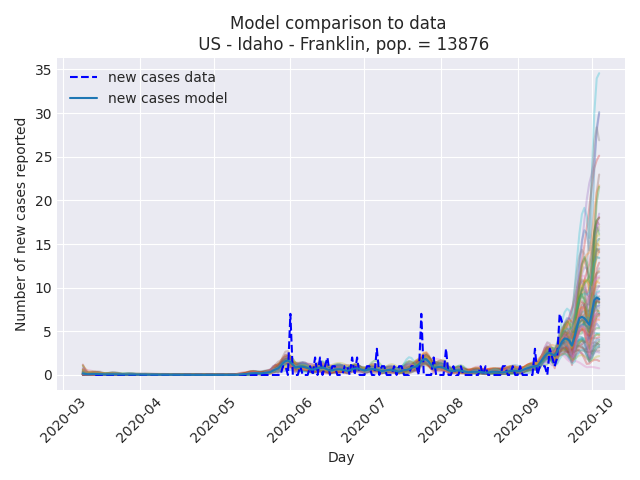 Model comparison to data
US - Idaho - Franklin, pop. = 13876
new cases data
new cases model
Number of new cases reported
35
30
25
20
15
10
5
0
2020-03
2020-04
2020-05
2020-06
2020-07
2020-08
2020-09
2020-10
Day